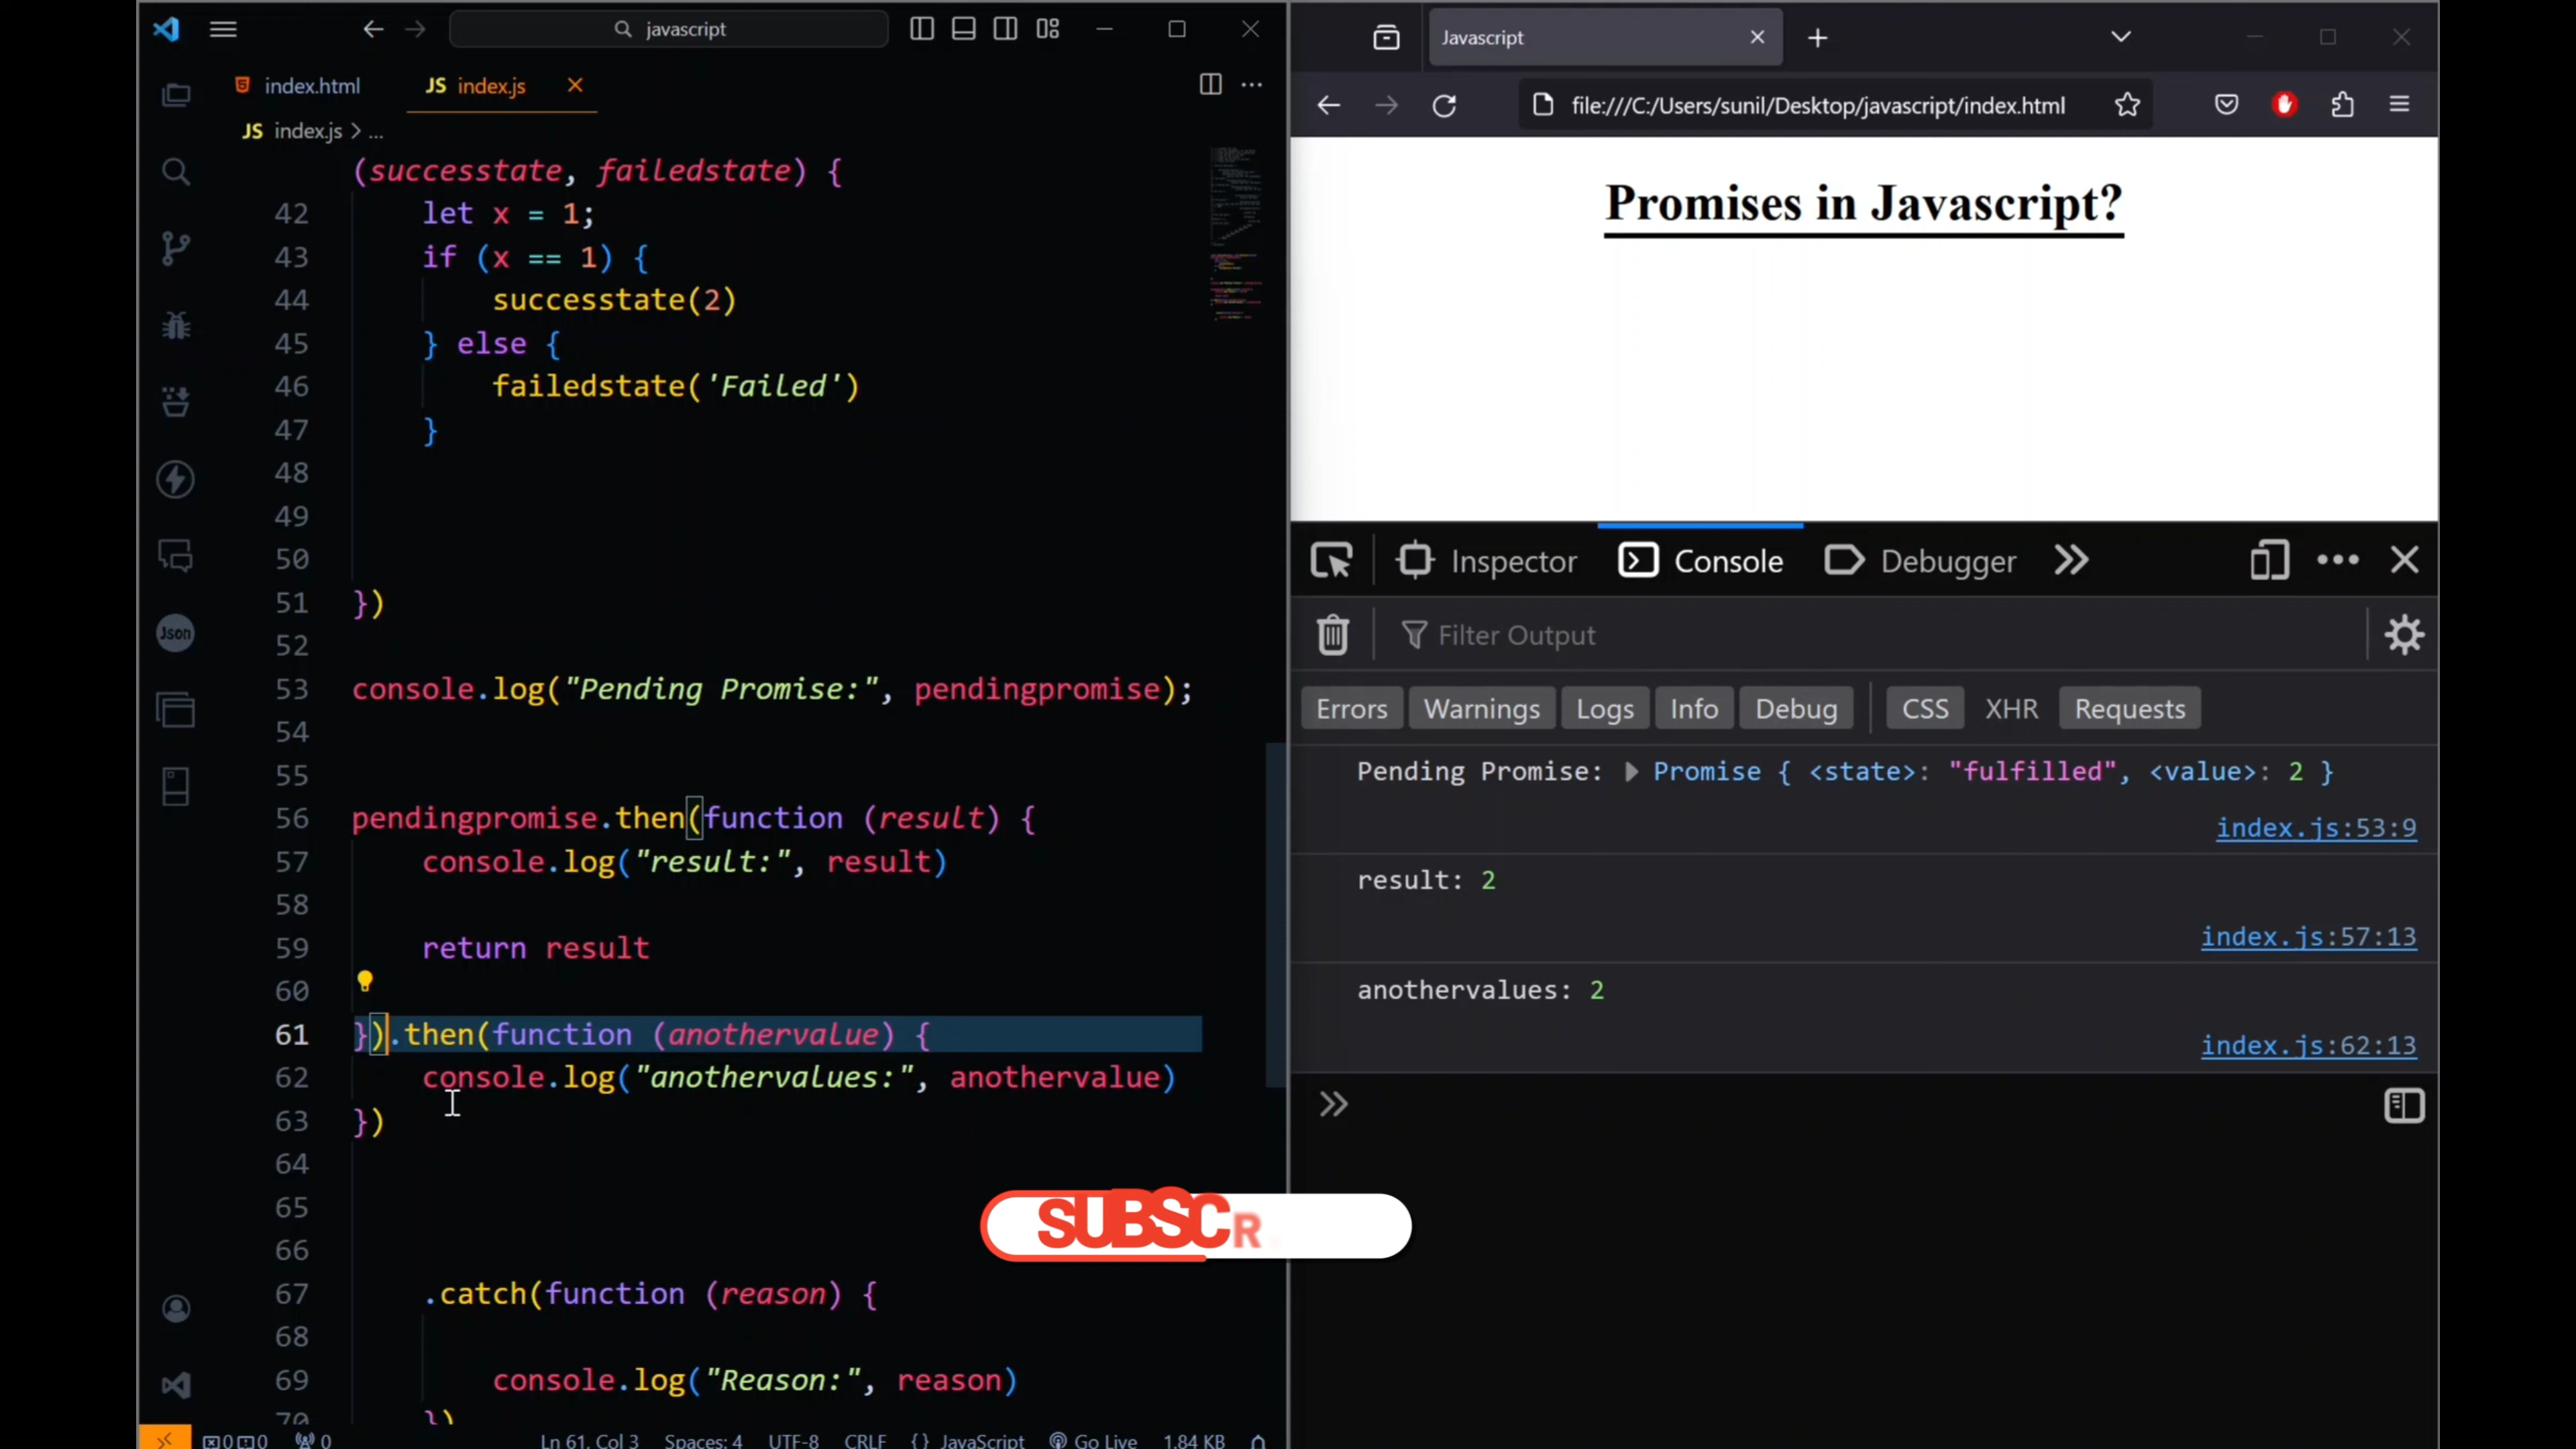 javascript
index.html
JS index.js
JS index.js > ...
(successtate, failedstate) {
42 let x = 1;
43 if (x == 1) {
44 successtate(2)
45 } else {
46 failedstate('Failed')
47 }
48
49
50
51 })
52
53 console.log("Pending Promise:", pendingpromise);
54
55
56 pendingpromise.then(function (result) {
57 console.log("result:", result)
58
59 return result
60
61 }).then(function (anothervalue) {
62 console.log("anothervalues:", anothervalue)
63 })
64
65
66
67 .catch(function (reason) {
68
69 console.log("Reason:", reason)
70 })
Json
0 0 0 Ln 61, Col 3 Spaces: 4 UTF-8 CRLF {} JavaScript Go Live 1.84 KB
SUBSCR
Javascript
file:///C:/Users/sunil/Desktop/javascript/index.html
Promises in Javascript?
Inspector Console Debugger
Filter Output
Errors Warnings Logs Info Debug CSS XHR Requests
Pending Promise: Promise { <state>: "fulfilled", <value>: 2 }
index.js:53:9
result: 2
index.js:57:13
anothervalues: 2
index.js:62:13